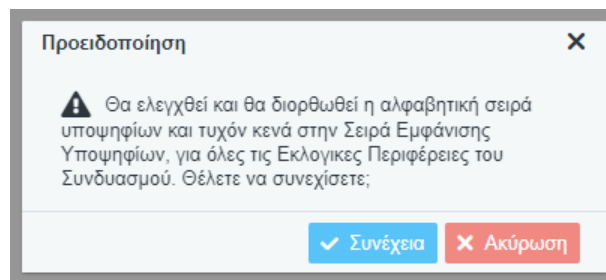 Προειδοποίηση
Θα ελεγχθεί και θα διορθωθεί η αλφαβητική σειρά
υποψηφίων και τυχόν κενά στην Σειρά Εμφάνισης
Υποψηφίων, για όλες τις Εκλογικες Περιφέρειες του
Συνδυασμού. Θέλετε να συνεχίσετε;
Συνέχεια Ακύρωση